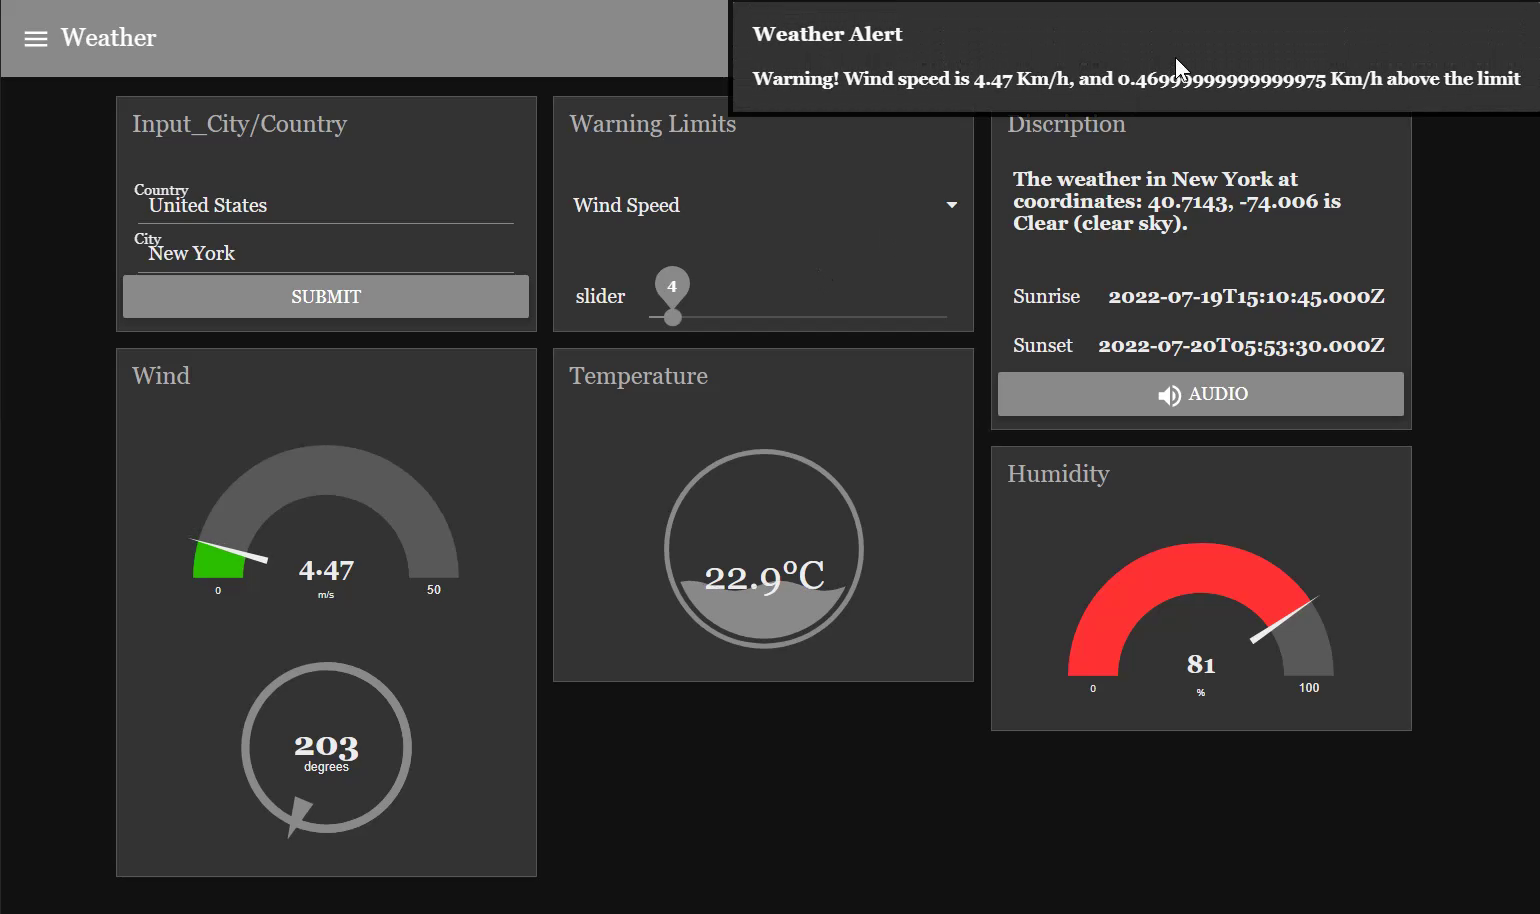 Weather
Weather Alert
Warning! Wind speed is 4.47 Km/h, and 0.46999999999999975 Km/h above the limit
Input_City/Country
Country
United States
City
New York
SUBMIT
Warning Limits
Wind Speed
slider
4
Discription
The weather in New York at
coordinates: 40.7143, -74.006 is
Clear (clear sky).
Sunrise 2022-07-19T15:10:45.000Z
Sunset 2022-07-20T05:53:30.000Z
AUDIO
Wind
4.47
m/s
0
50
203
degrees
Temperature
22.9°C
Humidity
81
%
0
100